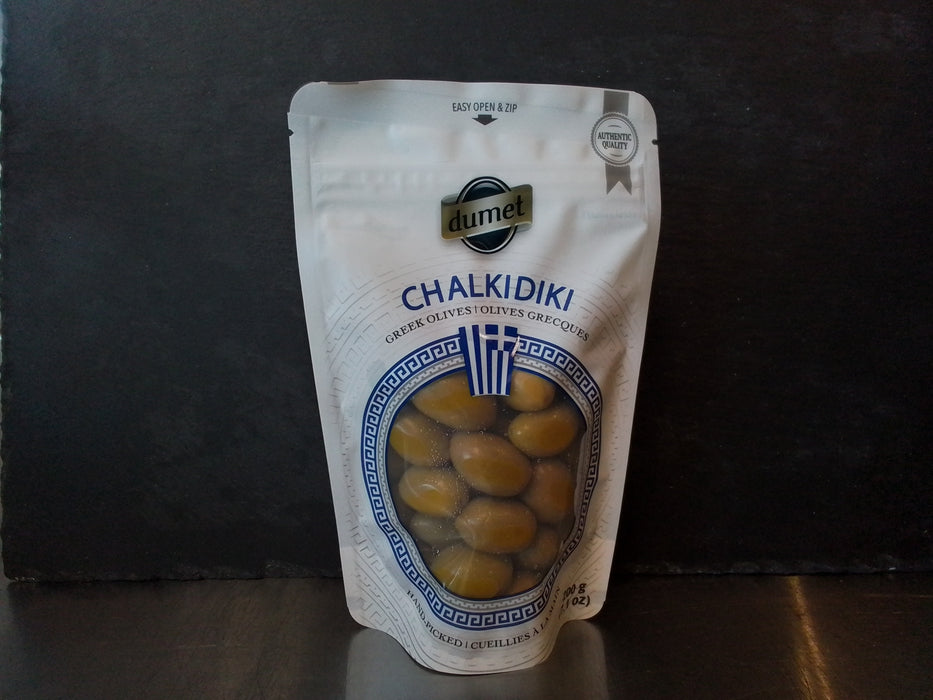 EASY OPEN & ZIP
AUTHENTIC
QUALITY
dumet
CHALKIDIKI
GREEK OLIVES | OLIVES GRECQUES
HAND-PICKED | CUEILLIES À LA MAIN